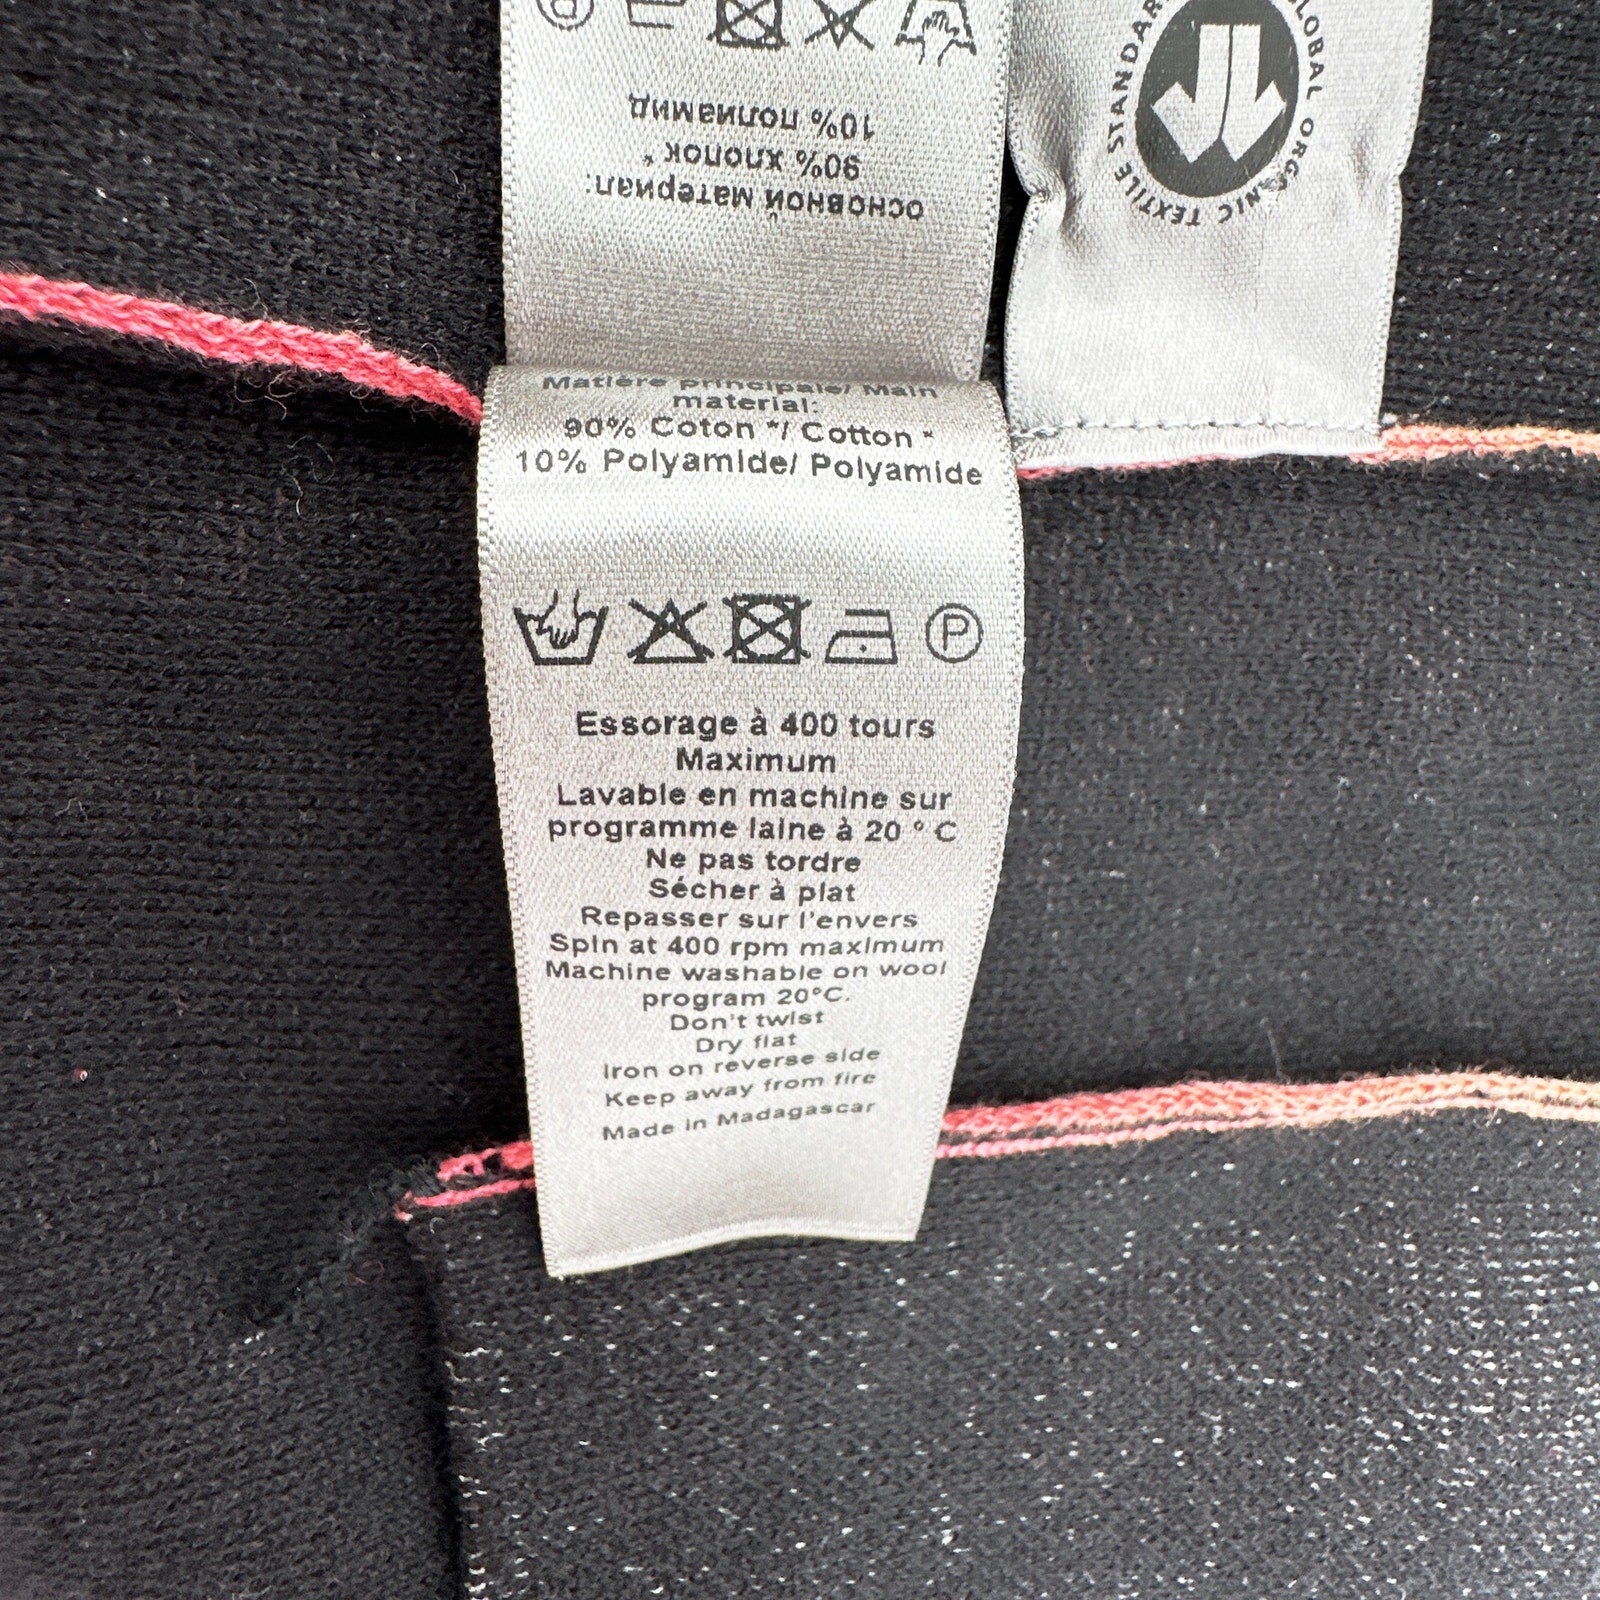 основной материал:
90% хлопок *
10% полиамид
GLOBAL ORGANIC TEXTILE STANDARD
Matière principale/ Main
material:
90% Coton */ Cotton *
10% Polyamide/ Polyamide
P
Essorage à 400 tours
Maximum
Lavable en machine sur
programme laine à 20 ° C
Ne pas tordre
Sécher à plat
Repasser sur l'envers
Spin at 400 rpm maximum
Machine washable on wool
program 20°C.
Don't twist
Dry flat
Iron on reverse side
Keep away from fire
Made in Madagascar